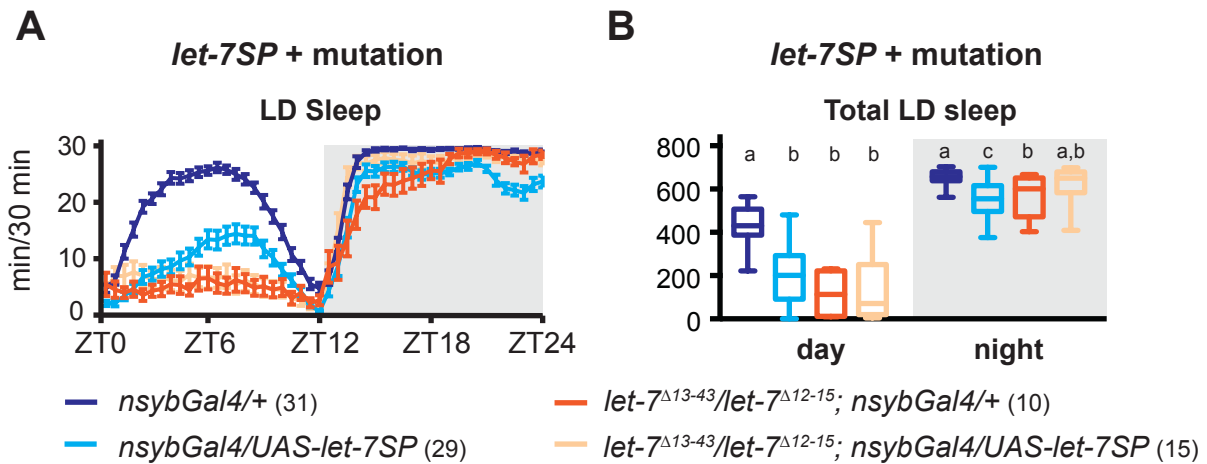 A
let-7SP + mutation
LD Sleep
min/30 min
30
20
10
0
ZT0 ZT6 ZT12 ZT18 ZT24
B
let-7SP + mutation
Total LD sleep
800
600
400
200
0
a b b b
a c b a,b
day night
nsybGal4/+ (31)
nsybGal4/UAS-let-7SP (29)
let-7Δ13-43/let-7Δ12-15; nsybGal4/+ (10)
let-7Δ13-43/let-7Δ12-15; nsybGal4/UAS-let-7SP (15)